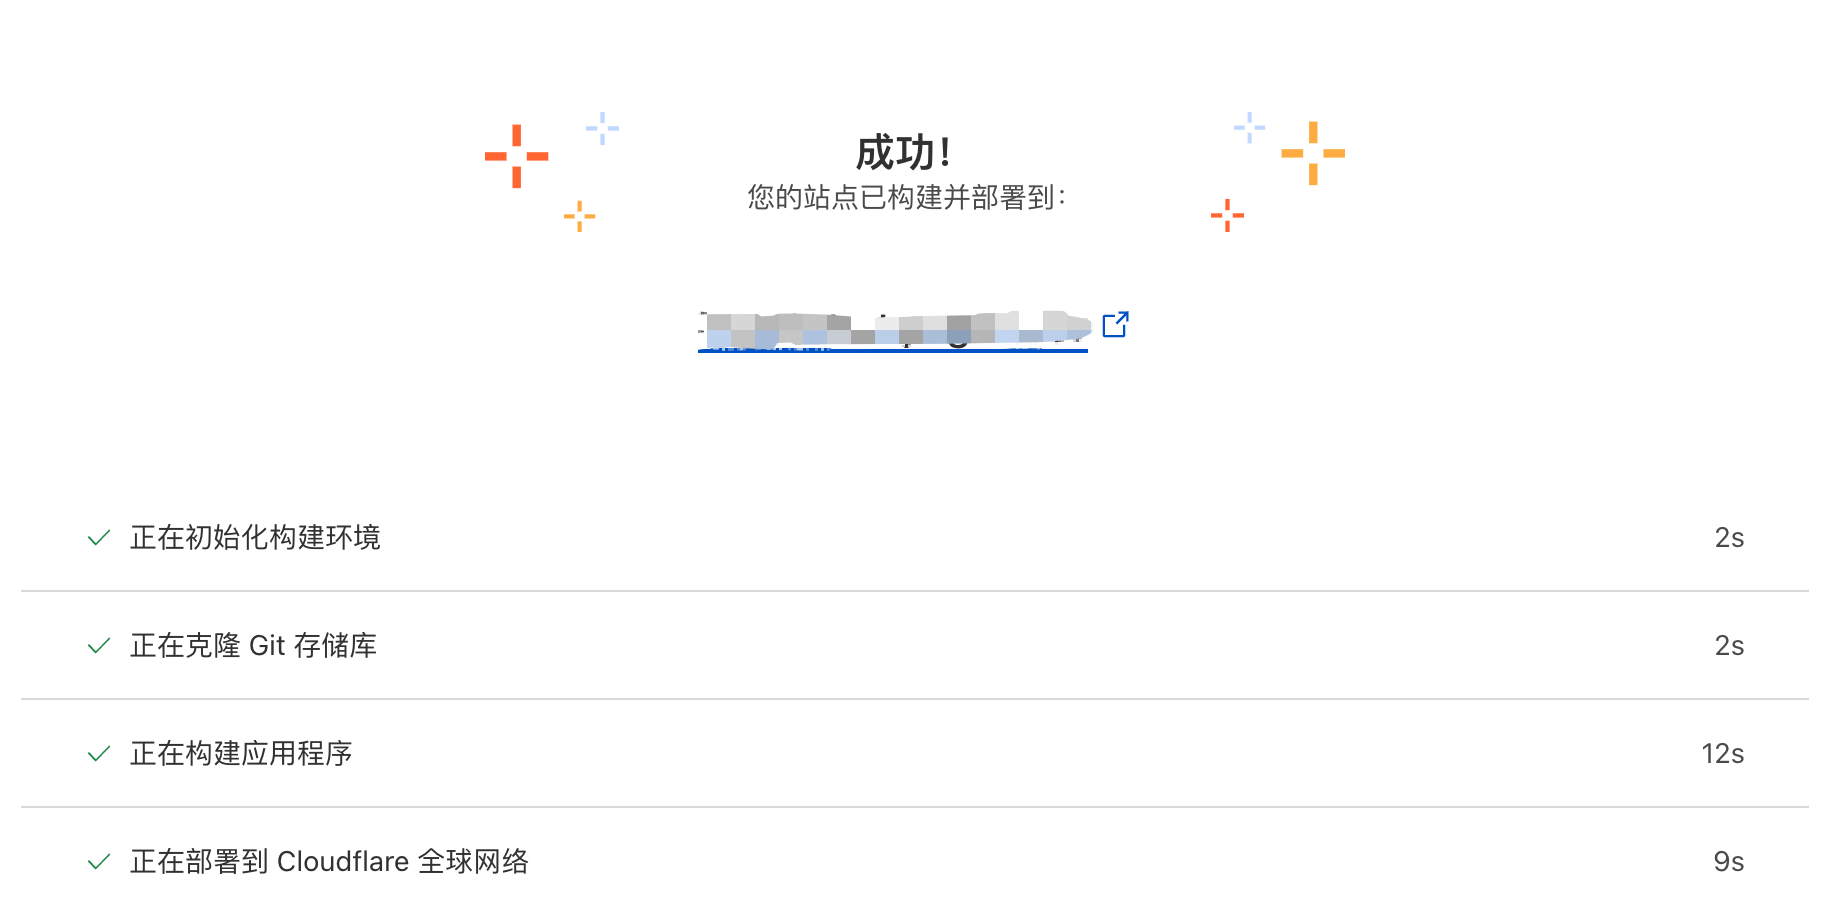 成功！
您的站点已构建并部署到：
正在初始化构建环境
2s
正在克隆 Git 存储库
2s
正在构建应用程序
12s
正在部署到 Cloudflare 全球网络
9s